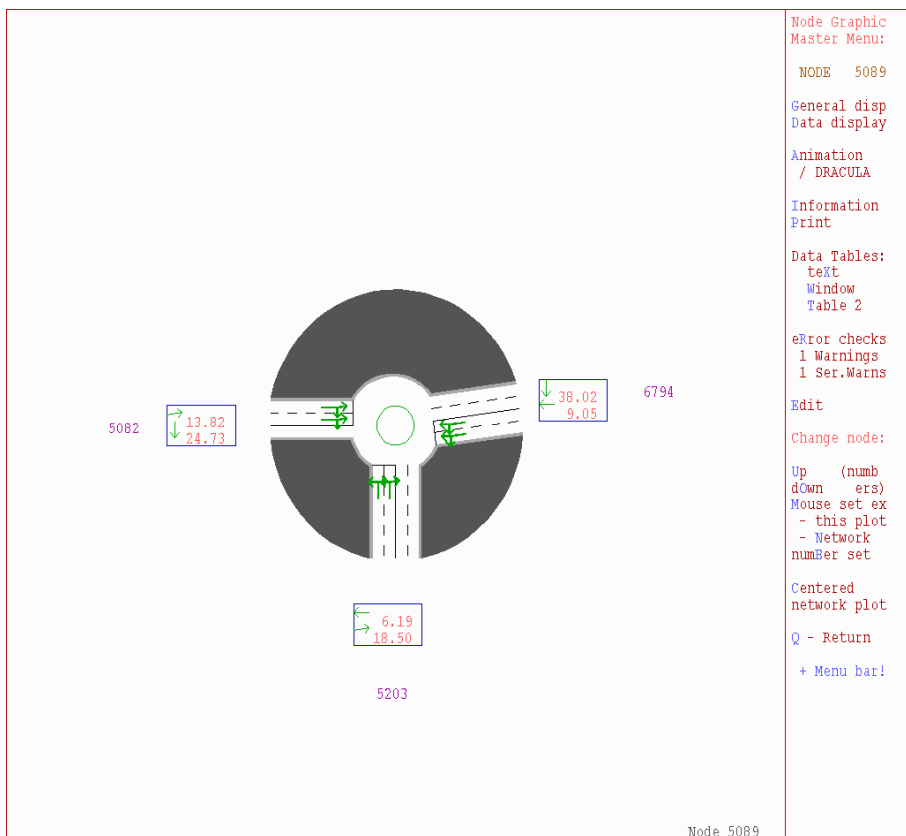 Node Graphic
Master Menu:
NODE 5089
General disp
Data display
Animation
/ DRACULA
Information
Print
Data Tables:
teXt
Window
Table 2
eRror checks
1 Warnings
1 Ser.Warns
Edit
Change node:
Up (numb
dOwn ers)
Mouse set ex
- this plot
- Network
numBer set
Centered
network plot
Q - Return
+ Menu bar!
6794
38.02
9.05
5082
13.82
24.73
6.19
18.50
5203
Node 5089